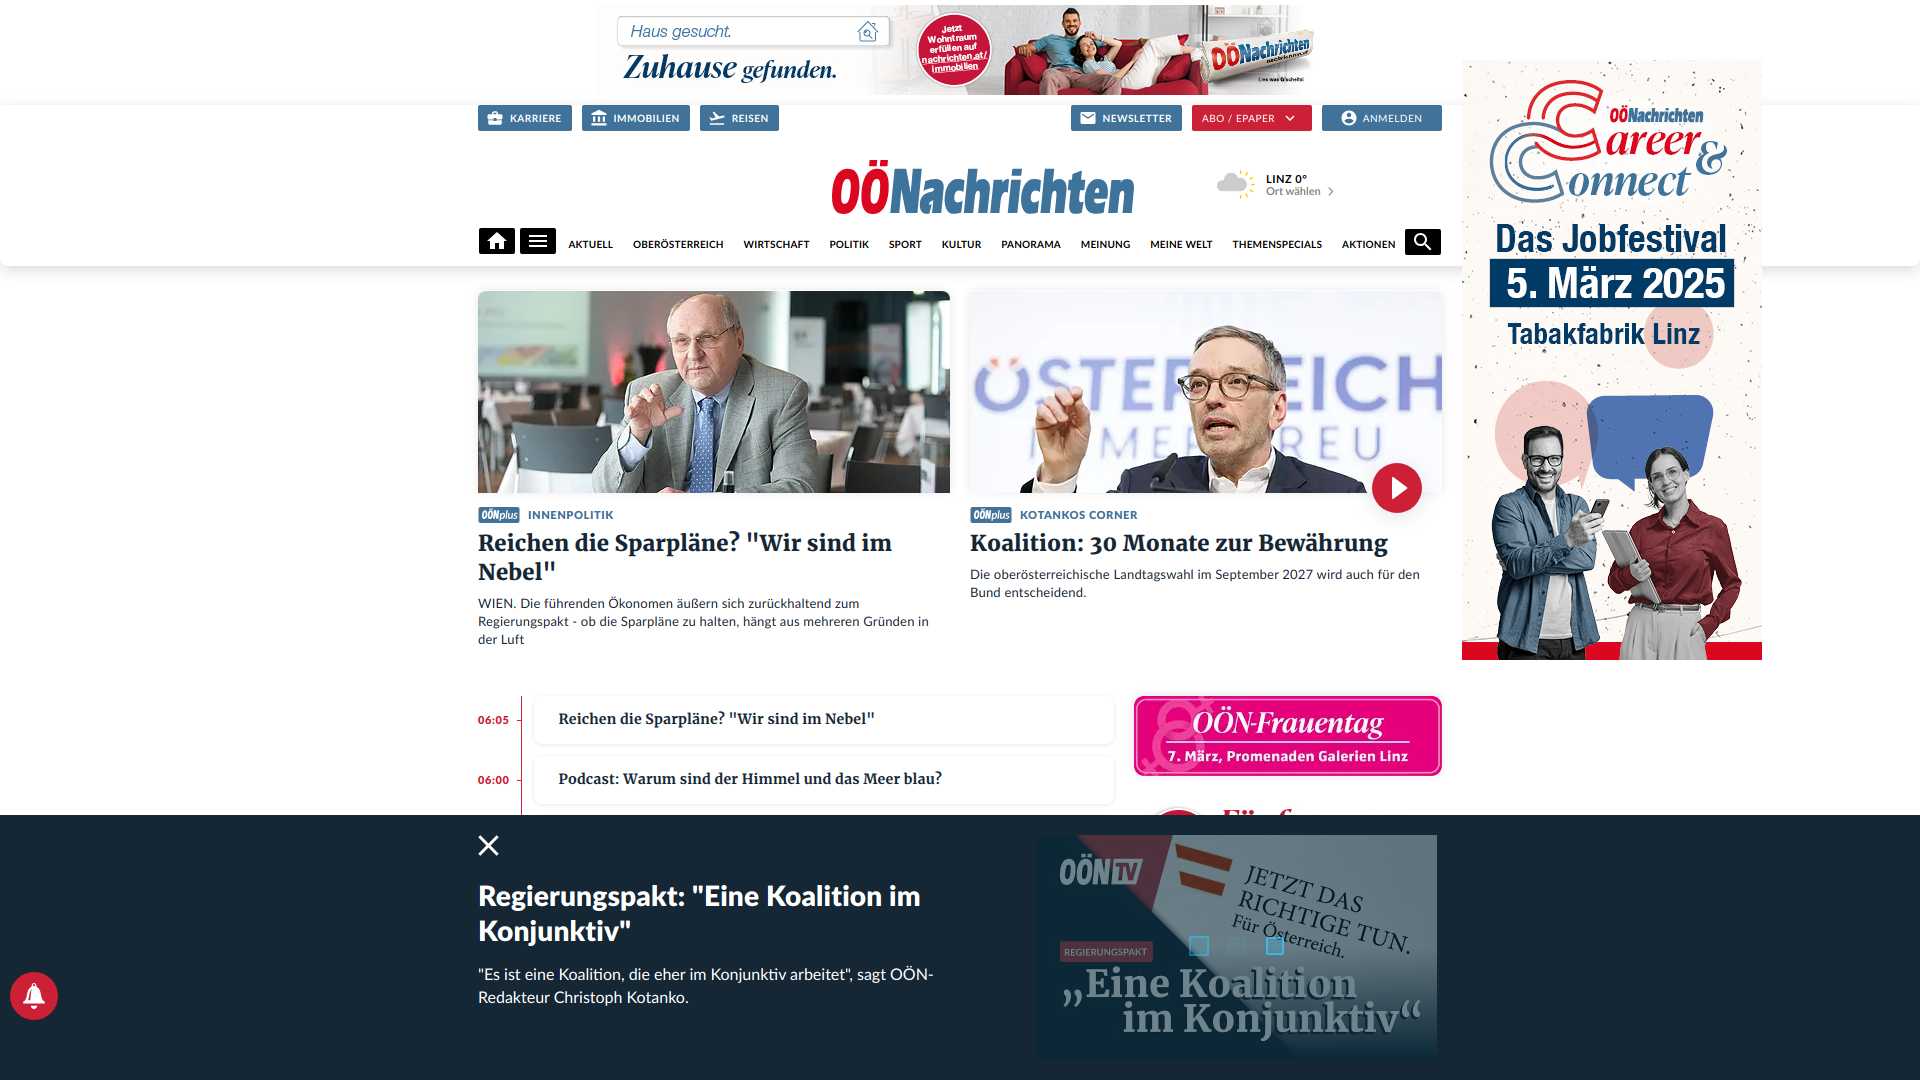 Haus gesucht.
Zuhause gefunden.
Jetzt
Wohntraum
erfüllen auf
nachrichten.at/
immobilien
OÖNachrichten
KARRIERE
IMMOBILIEN
REISEN
NEWSLETTER
ABO / EPAPER
ANMELDEN
OÖNachrichten
LINZ 0°
Ort wählen
AKTUELL
OBERÖSTERREICH
WIRTSCHAFT
POLITIK
SPORT
KULTUR
PANORAMA
MEINUNG
MEINE WELT
THEMENSPECIALS
AKTIONEN
OÖNachrichten
Career &
Connect
Das Jobfestival
5. März 2025
Tabakfabrik Linz
ÖSTERREICH
OÖNplus INNENPOLITIK
Reichen die Sparpläne? "Wir sind im
Nebel"
WIEN. Die führenden Ökonomen äußern sich zurückhaltend zum
Regierungspakt - ob die Sparpläne zu halten, hängt aus mehreren Gründen in
der Luft
OÖNplus KOTANKOS CORNER
Koalition: 30 Monate zur Bewährung
Die oberösterreichische Landtagswahl im September 2027 wird auch für den
Bund entscheidend.
06:05 Reichen die Sparpläne? "Wir sind im Nebel"
06:00 Podcast: Warum sind der Himmel und das Meer blau?
OÖN-Frauentag
7. März, Promenaden Galerien Linz
Regierungspakt: "Eine Koalition im
Konjunktiv"
"Es ist eine Koalition, die eher im Konjunktiv arbeitet", sagt OÖN-
Redakteur Christoph Kotanko.
OÖN TV
JETZT DAS
RICHTIGE TUN.
Für Österreich.
REGIERUNGSPAKT
„Eine Koalition
im Konjunktiv“